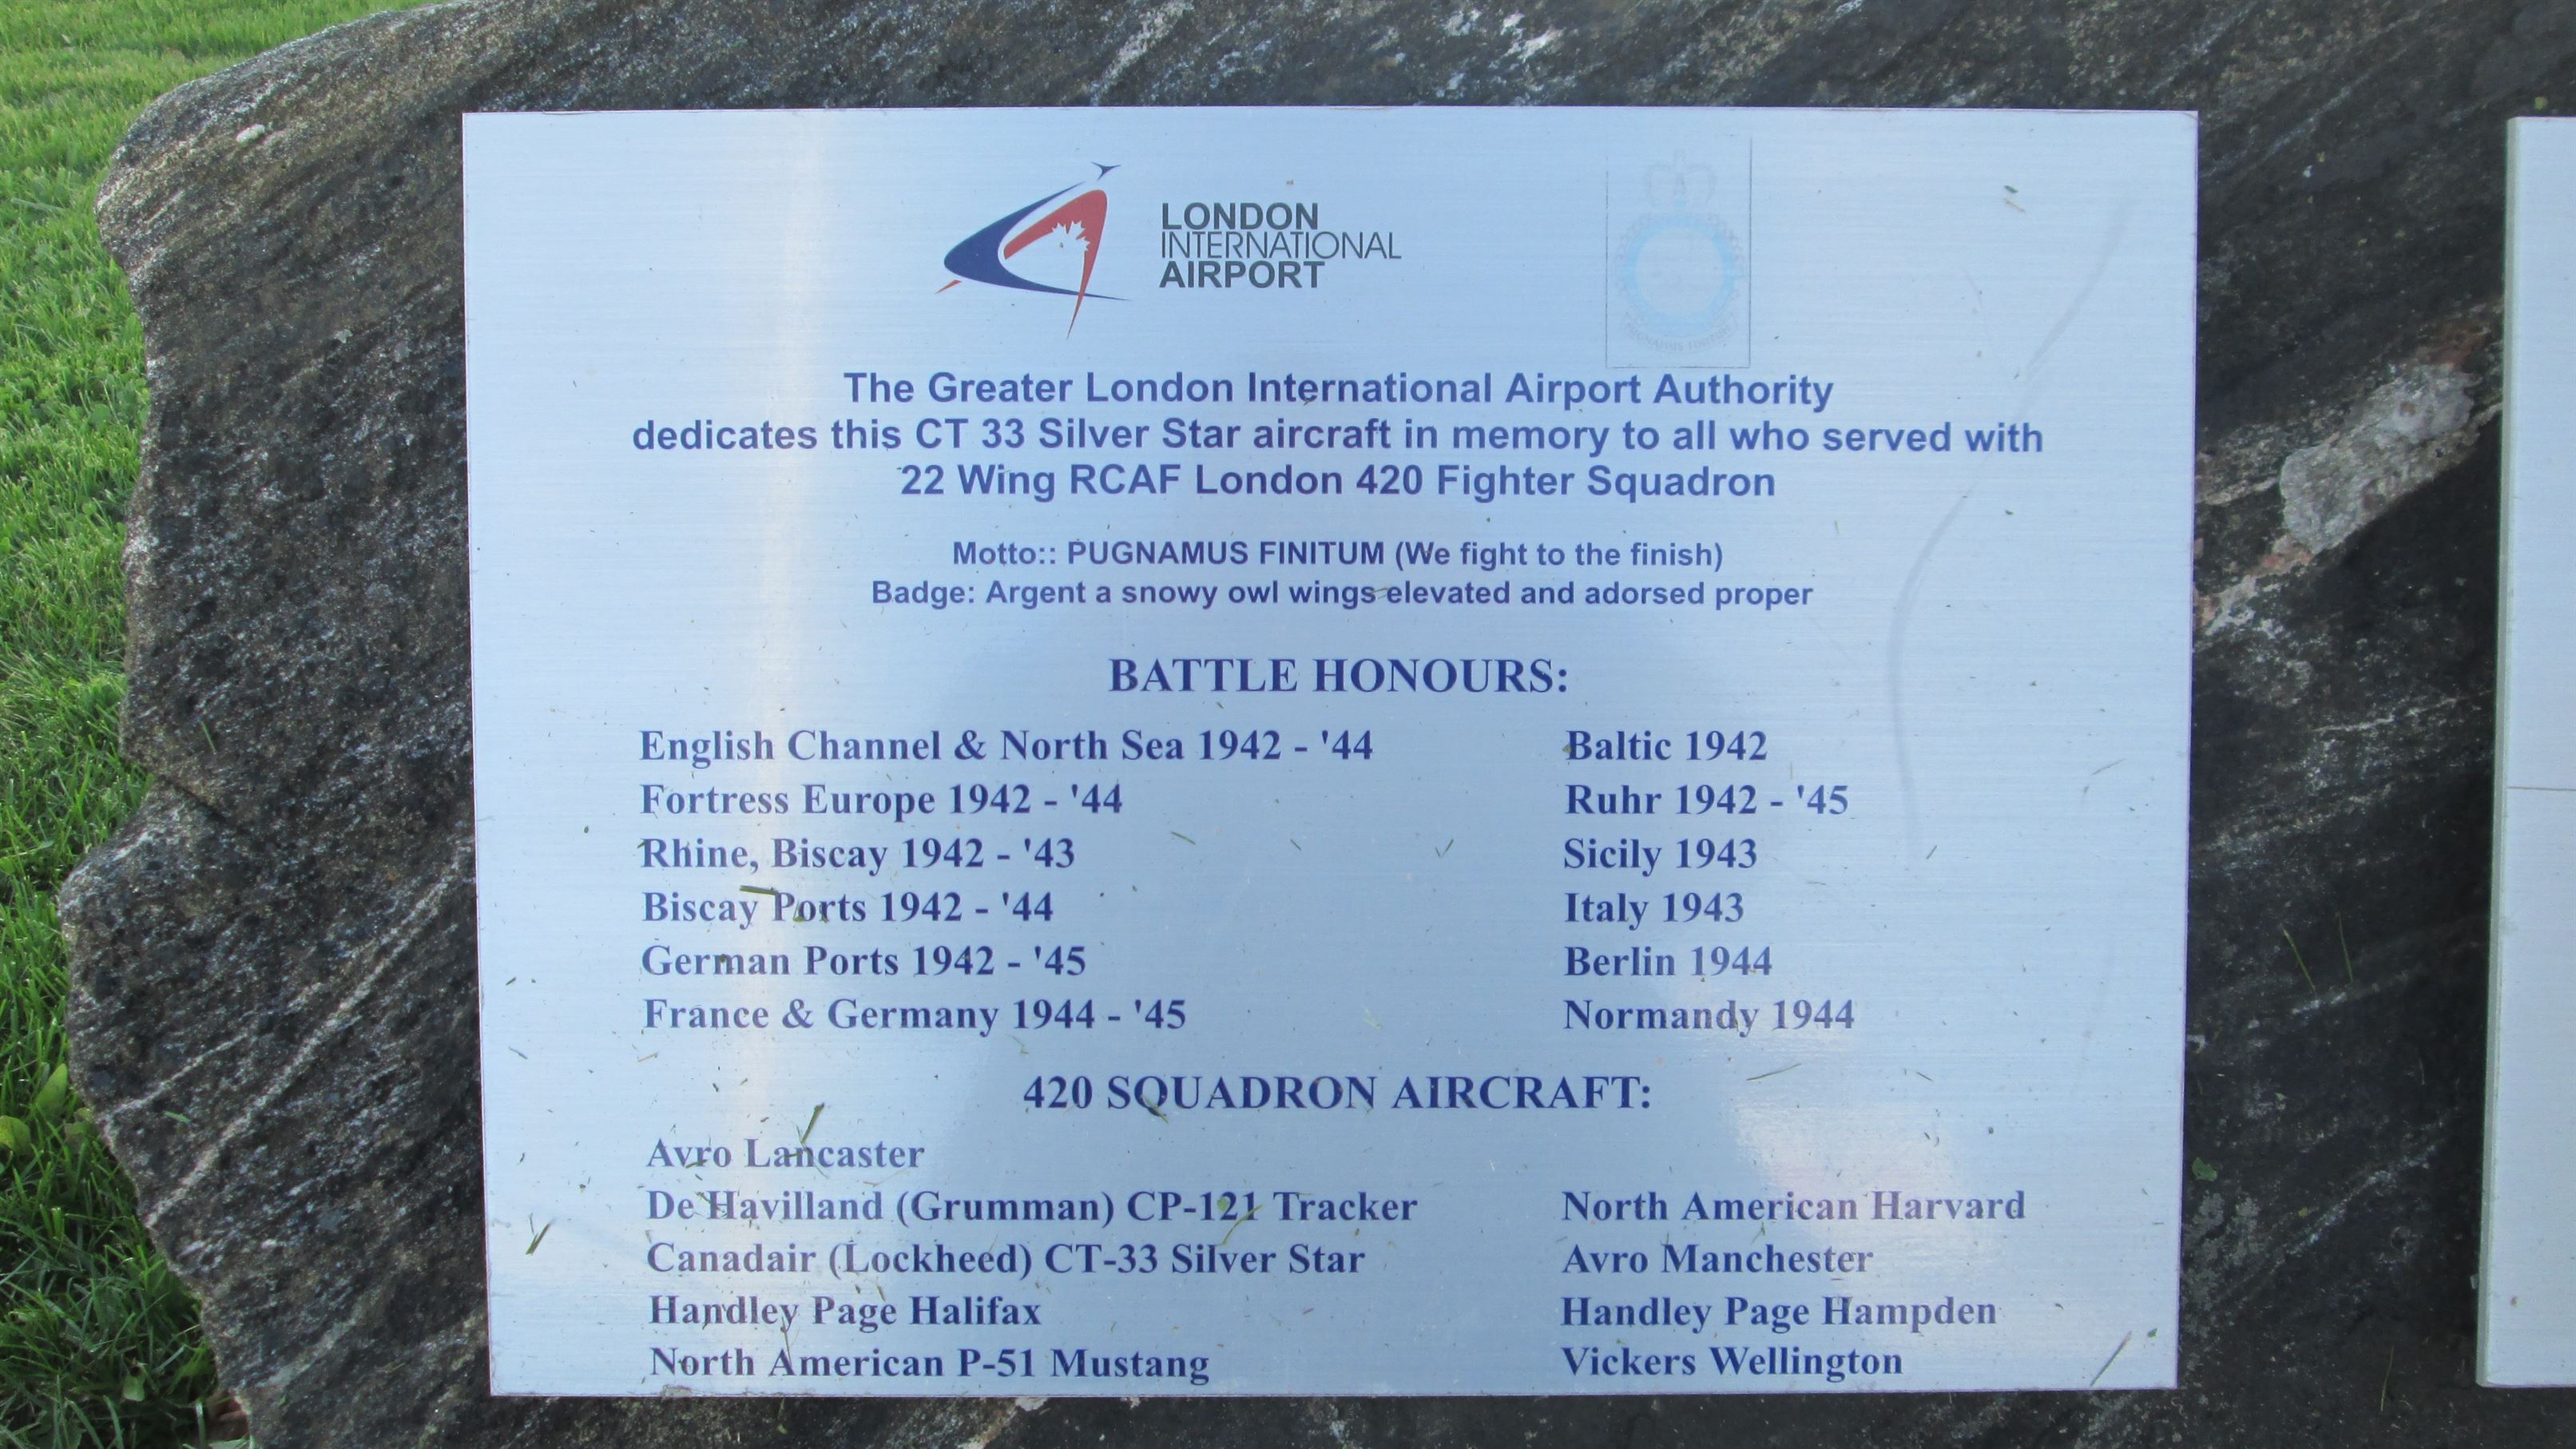 LONDON
INTERNATIONAL
AIRPORT
The Greater London International Airport Authority
dedicates this CT 33 Silver Star aircraft in memory to all who served with
22 Wing RCAF London 420 Fighter Squadron
Motto:: PUGNAMUS FINITUM (We fight to the finish)
Badge: Argent a snowy owl wings elevated and adorsed proper
BATTLE HONOURS:
English Channel & North Sea 1942 - '44
Fortress Europe 1942 - '44
Rhine, Biscay 1942 - '43
Biscay Ports 1942 - '44
German Ports 1942 - '45
France & Germany 1944 - '45
Baltic 1942
Ruhr 1942 - '45
Sicily 1943
Italy 1943
Berlin 1944
Normandy 1944
420 SQUADRON AIRCRAFT:
Avro Lancaster
De Havilland (Grumman) CP-121 Tracker
Canadair (Lockheed) CT-33 Silver Star
Handley Page Halifax
North American P-51 Mustang
North American Harvard
Avro Manchester
Handley Page Hampden
Vickers Wellington